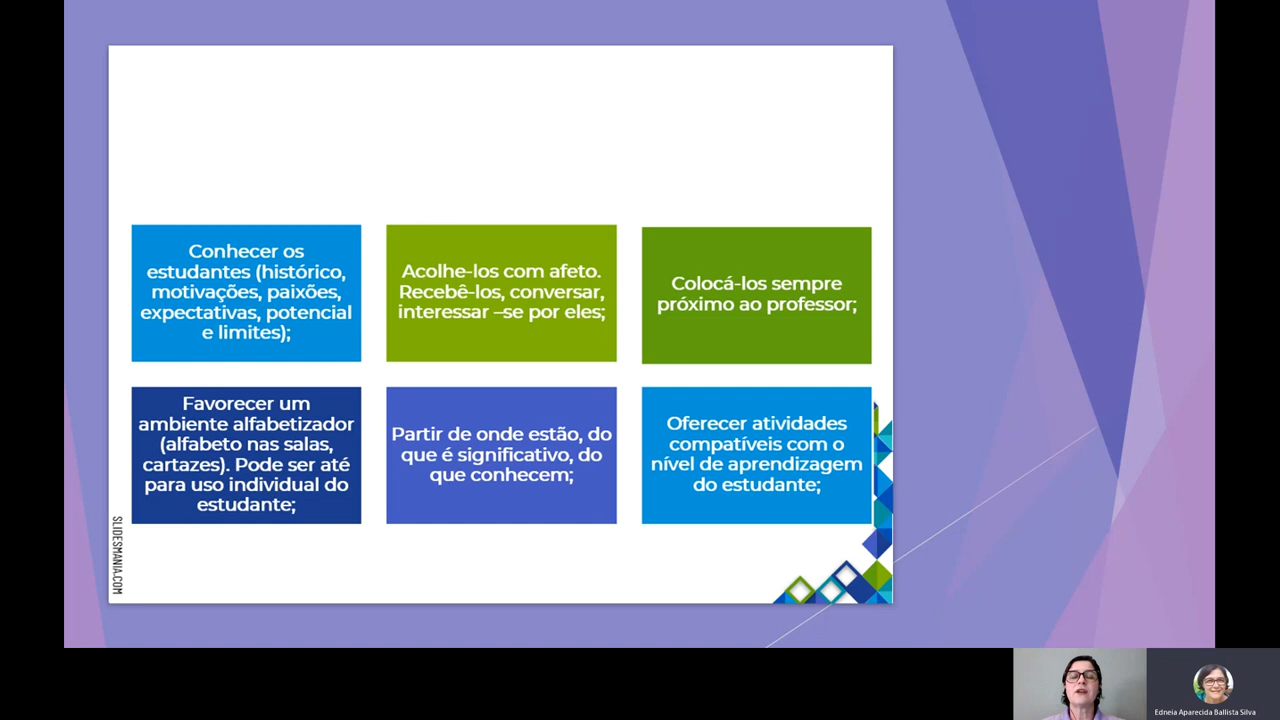 Conhecer os
estudantes (histórico,
motivações, paixões,
expectativas, potencial
e limites);
Acolhe-los com afeto.
Recebê-los, conversar,
interessar –se por eles;
Colocá-los sempre
próximo ao professor;
Favorecer um
ambiente alfabetizador
(alfabeto nas salas,
cartazes). Pode ser até
para uso individual do
estudante;
Partir de onde estão, do
que é significativo, do
que conhecem;
Oferecer atividades
compatíveis com o
nível de aprendizagem
do estudante;
SLIDESMANIA.COM
Edneia Aparecida Ballista Silva